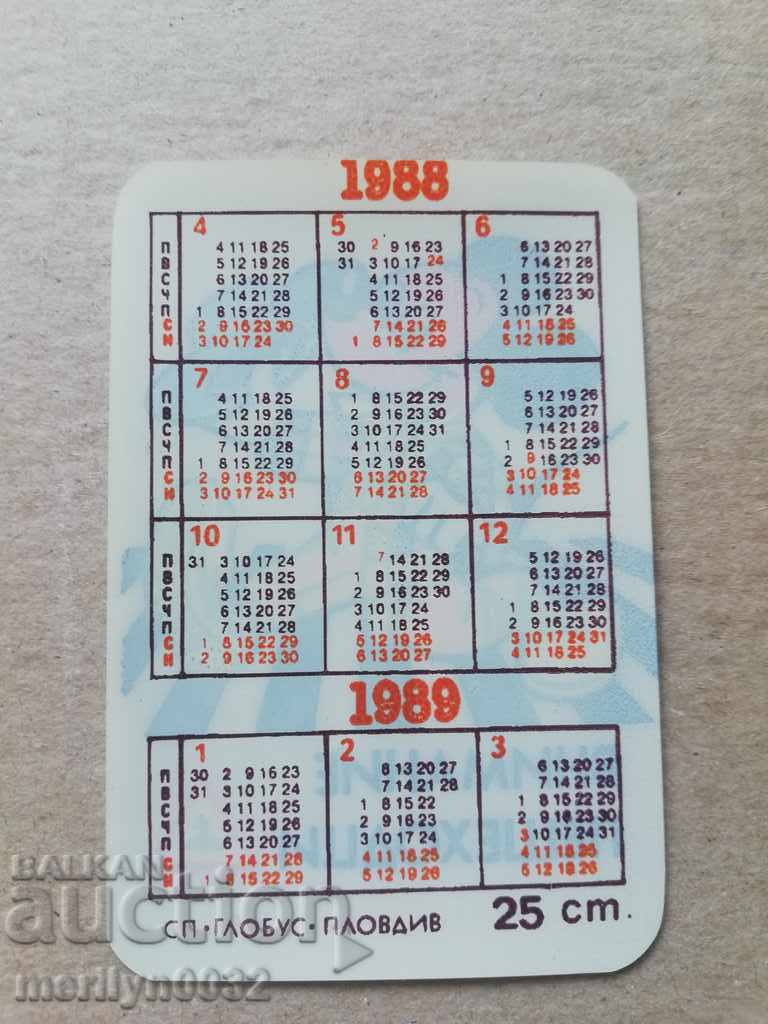 1988
4 5 6
П 4 11 18 25 30 2 9 16 23 6 13 20 27
В 5 12 19 26 31 3 10 17 24 7 14 21 28
С 6 13 20 27 4 11 18 25 1 8 15 22 29
Ч 7 14 21 28 5 12 19 26 2 9 16 23 30
П 1 8 15 22 29 6 13 20 27 3 10 17 24
С 2 9 16 23 30 7 14 21 28 4 11 18 25
Н 3 10 17 24 1 8 15 22 29 5 12 19 26
7 8 9
П 4 11 18 25 1 8 15 22 29 5 12 19 26
В 5 12 19 26 2 9 16 23 30 6 13 20 27
С 6 13 20 27 3 10 17 24 31 7 14 21 28
Ч 7 14 21 28 4 11 18 25 1 8 15 22 29
П 1 8 15 22 29 5 12 19 26 2 9 16 23 30
С 2 9 16 23 30 6 13 20 27 3 10 17 24
Н 3 10 17 24 31 7 14 21 28 4 11 18 25
10 11 12
П 31 3 10 17 24 7 14 21 28 5 12 19 26
В 4 11 18 25 1 8 15 22 29 6 13 20 27
С 5 12 19 26 2 9 16 23 30 7 14 21 28
Ч 6 13 20 27 3 10 17 24 1 8 15 22 29
П 7 14 21 28 4 11 18 25 2 9 16 23 30
С 1 8 15 22 29 5 12 19 26 3 10 17 24 31
Н 2 9 16 23 30 6 13 20 27 4 11 18 25
1989
1 2 3
П 30 2 9 16 23 6 13 20 27 6 13 20 27
В 31 3 10 17 24 7 14 21 28 7 14 21 28
С 4 11 18 25 1 8 15 22 1 8 15 22 29
Ч 5 12 19 26 2 9 16 23 2 9 16 23 30
П 6 13 20 27 3 10 17 24 3 10 17 24 31
С 7 14 21 28 4 11 18 25 4 11 18 25
Н 1 8 15 22 29 5 12 19 26 5 12 19 26
СП · ГЛОБУС · ПЛОВДИВ 25 ст.
BALKAN
auction
merilyn0032